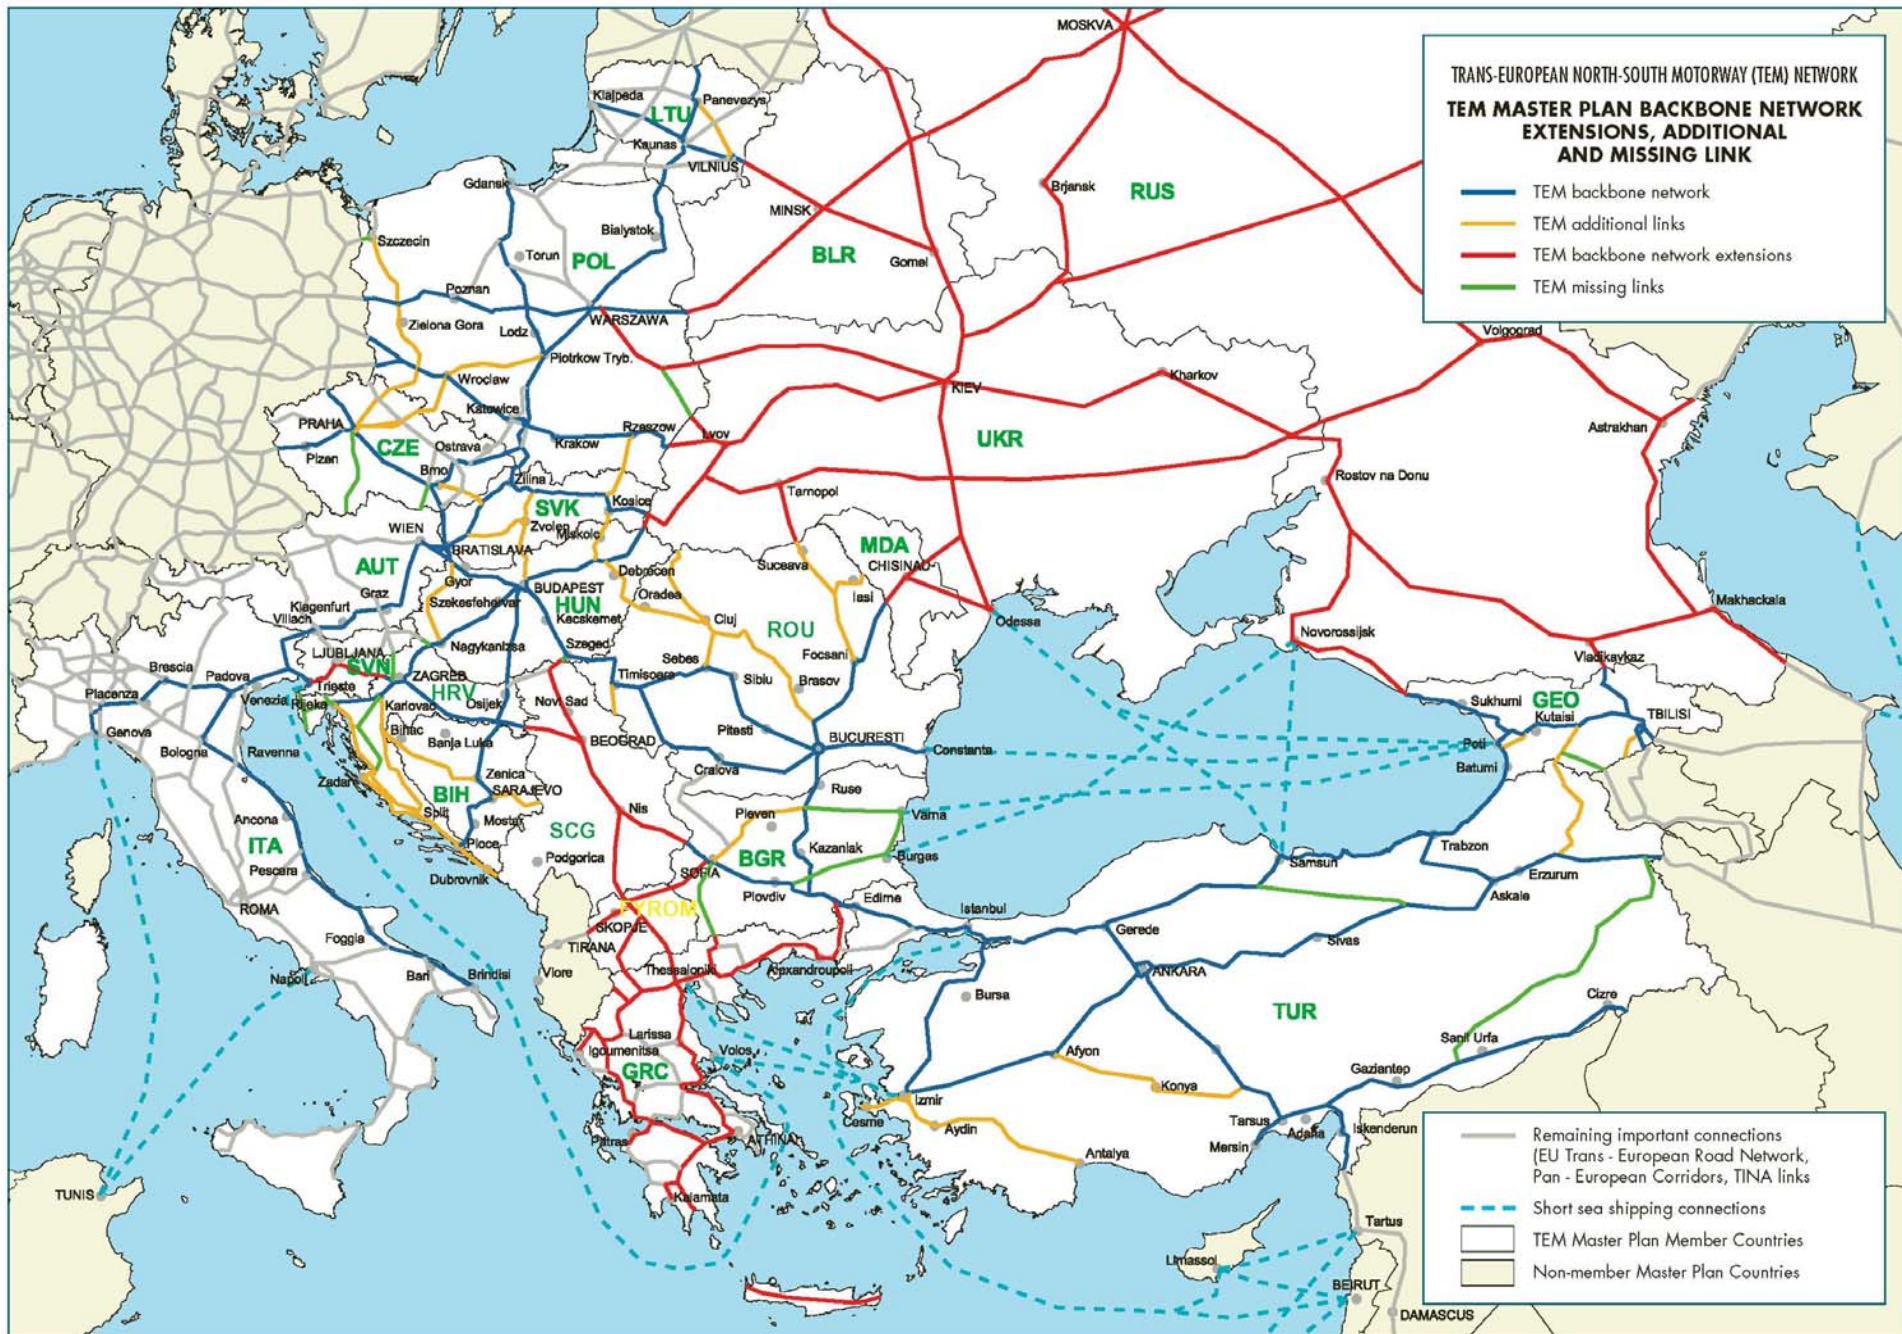 MOSKVA
TRANS-EUROPEAN NORTH-SOUTH MOTORWAY (TEM) NETWORK
TEM MASTER PLAN BACKBONE NETWORK
EXTENSIONS, ADDITIONAL
AND MISSING LINK
TEM backbone network
TEM additional links
TEM backbone network extensions
TEM missing links
Klajpeda
Panevezys
LTU
Kaunas
VILNIUS
Gdansk
MINSK
Brjansk
RUS
Szczecin
Bialystok
Torun
POL
BLR
Gomel
Poznan
Zielona Gora
Lodz
WARSZAWA
Volgograd
Piotrkow Tryb.
Wroclaw
KIEV
Kharkov
Katowice
PRAHA
Rzeszow
Lvov
Astrakhan
Krakow
UKR
CZE
Ostrava
Plzen
Brno
Zilina
Rostov na Donu
Tarnopol
SVK
Kosice
WIEN
Zvolen
Miskolc
MDA
BRATISLAVA
AUT
Suceava
CHISINAU
Gyor
Debrecen
BUDAPEST
Graz
Szekesfehervar
HUN
Oradea
Iasi
Makhackala
Klagenfurt
Villach
Kecskemet
Cluj
ROU
Odessa
Novorossijsk
LJUBLJANA
SVN
Nagykanizsa
Szeged
Focsani
Vladikavkaz
Brescia
Padova
ZAGREB
Sebes
Sibiu
Timisoara
Brasov
Piacenza
Venezia
Trieste
HRV
Rijeka
Karlovac
Osijek
Novi Sad
Sukhumi
GEO
Kutaisi
TBILISI
Genova
Bologna
Ravenna
Bihac
Banja Luka
BEOGRAD
Pitesti
BUCURESTI
Constanta
Poti
Batumi
Craiova
Zadar
Zenica
SARAJEVO
BIH
Ruse
Split
Mostar
Nis
Pleven
Varna
Ancona
SCG
ITA
Ploce
Podgorica
BGR
Kazanlak
Burgas
Trabzon
Samsun
Pescara
Dubrovnik
SOFIA
Erzurum
ROMA
Plovdiv
Edirne
Askale
Istanbul
FYROM
SKOPJE
Gerede
Foggia
TIRANA
Sivas
Napoli
Bari
Brindisi
Vlore
Thessaloniki
Alexandroupoli
ANKARA
Bursa
TUR
Cizre
Larissa
Igoumenitsa
Volos
Afyon
Sanli Urfa
GRC
Gaziantep
Konya
Izmir
Cesme
Aydin
Tarsus
Adana
Iskenderun
Patras
ATHINAI
Mersin
Antalya
TUNIS
Kalamata
Remaining important connections
(EU Trans - European Road Network,
Pan - European Corridors, TINA links
Short sea shipping connections
TEM Master Plan Member Countries
Non-member Master Plan Countries
Tartus
Limassol
BEIRUT
DAMASCUS